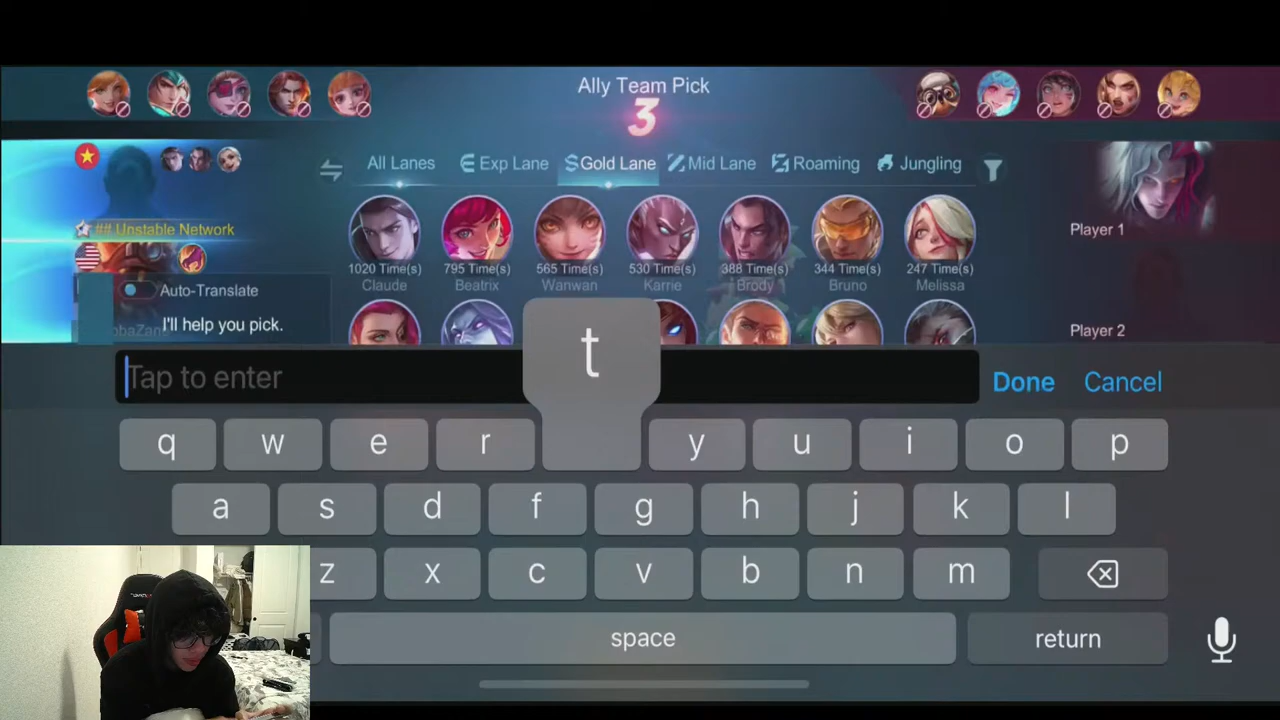 Ally Team Pick
3
All Lanes
Exp Lane
Gold Lane
Mid Lane
Roaming
Jungling
## Unstable Network
1020 Time(s)
795 Time(s)
565 Time(s)
530 Time(s)
388 Time(s)
344 Time(s)
247 Time(s)
Claude
Beatrix
Wanwan
Karrie
Brody
Bruno
Melissa
Player 1
Auto-Translate
I'll help you pick.
Player 2
Tap to enter
Done
Cancel
t
q w e r y u i o p
a s d f g h j k l
z x c v b n m
space
return